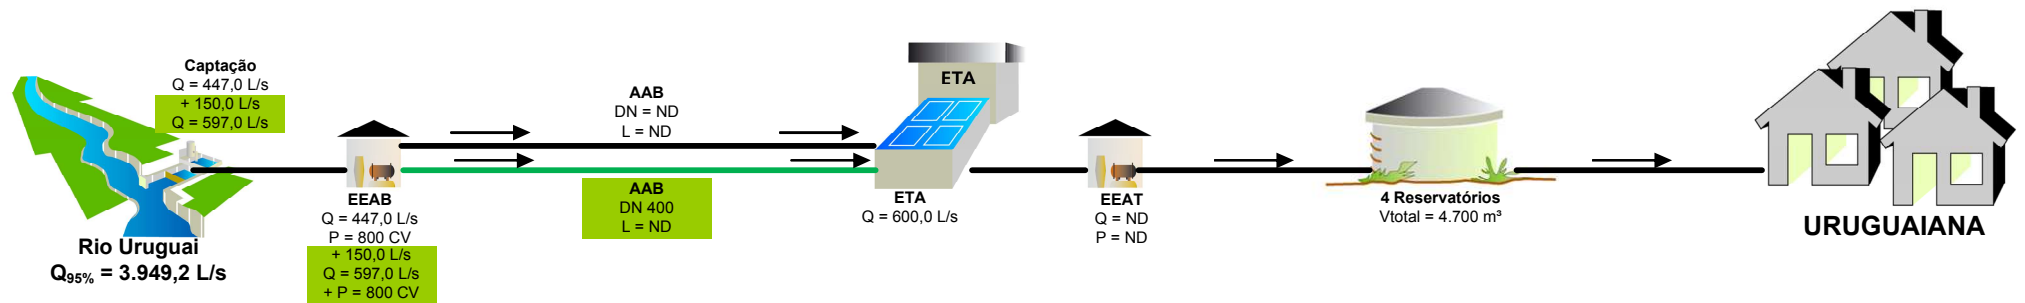 Captação
Q = 447,0 L/s
+ 150,0 L/s
Q = 597,0 L/s
Rio Uruguai
Q95% = 3.949,2 L/s
EEAB
Q = 447,0 L/s
P = 800 CV
+ 150,0 L/s
Q = 597,0 L/s
+ P = 800 CV
AAB
DN = ND
L = ND
AAB
DN 400
L = ND
ETA
ETA
Q = 600,0 L/s
EEAT
Q = ND
P = ND
4 Reservatórios
Vtotal = 4.700 m³
URUGUAIANA